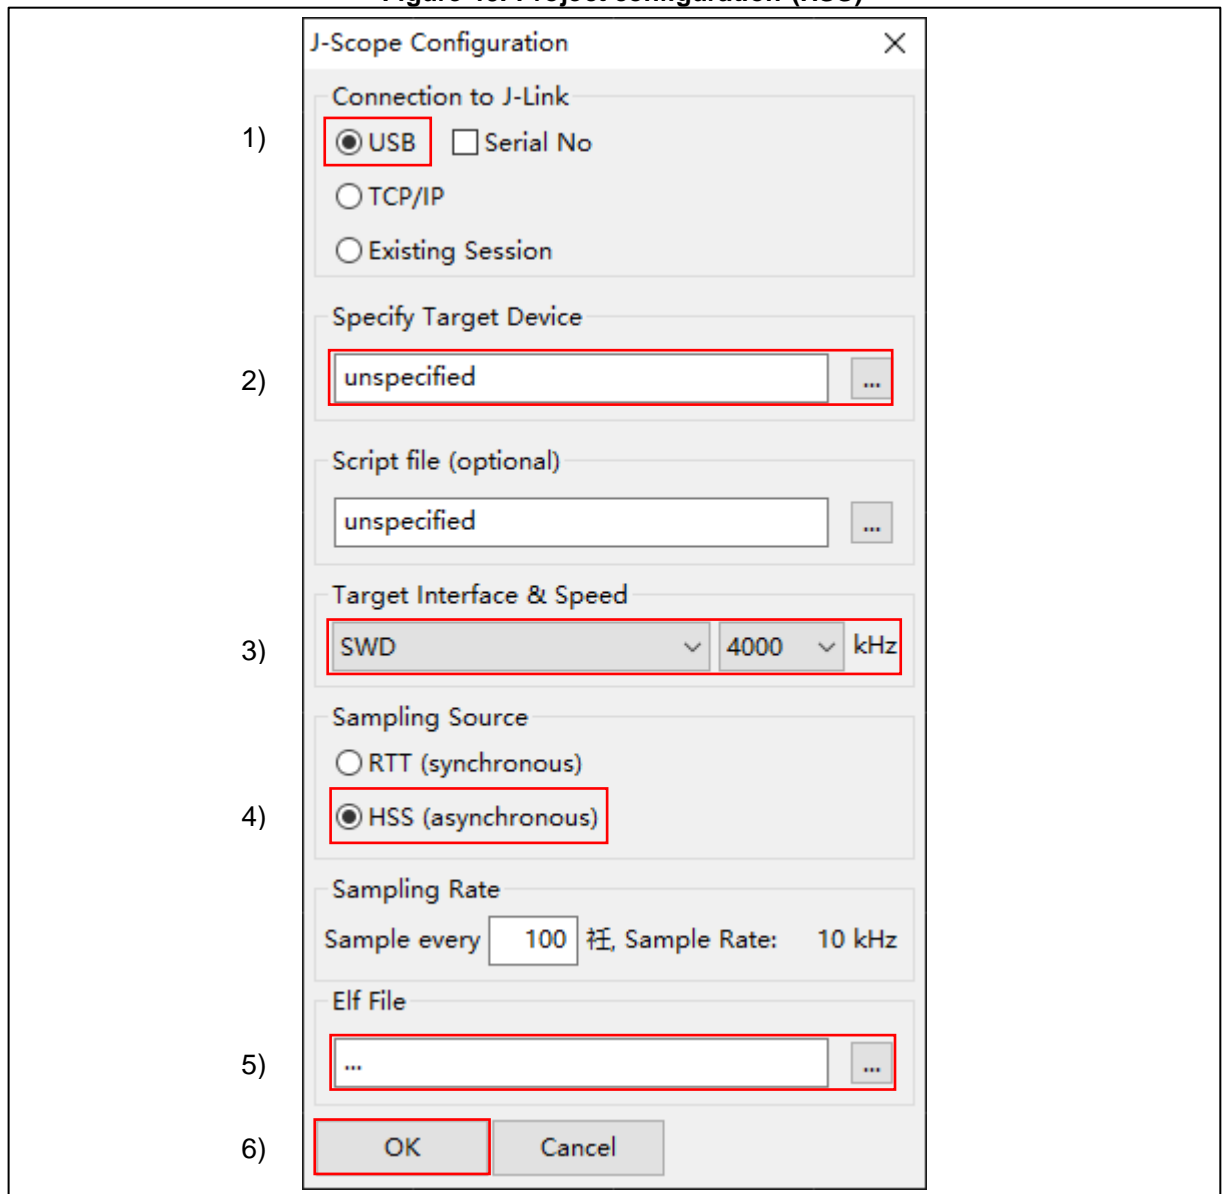 J-Scope Configuration
Connection to J-Link
1) USB Serial No
TCP/IP
Existing Session
Specify Target Device
2) unspecified ...
Script file (optional)
unspecified ...
Target Interface & Speed
3) SWD 4000 kHz
Sampling Source
RTT (synchronous)
4) HSS (asynchronous)
Sampling Rate
Sample every 100 衽, Sample Rate: 10 kHz
Elf File
5) ... ...
6) OK Cancel